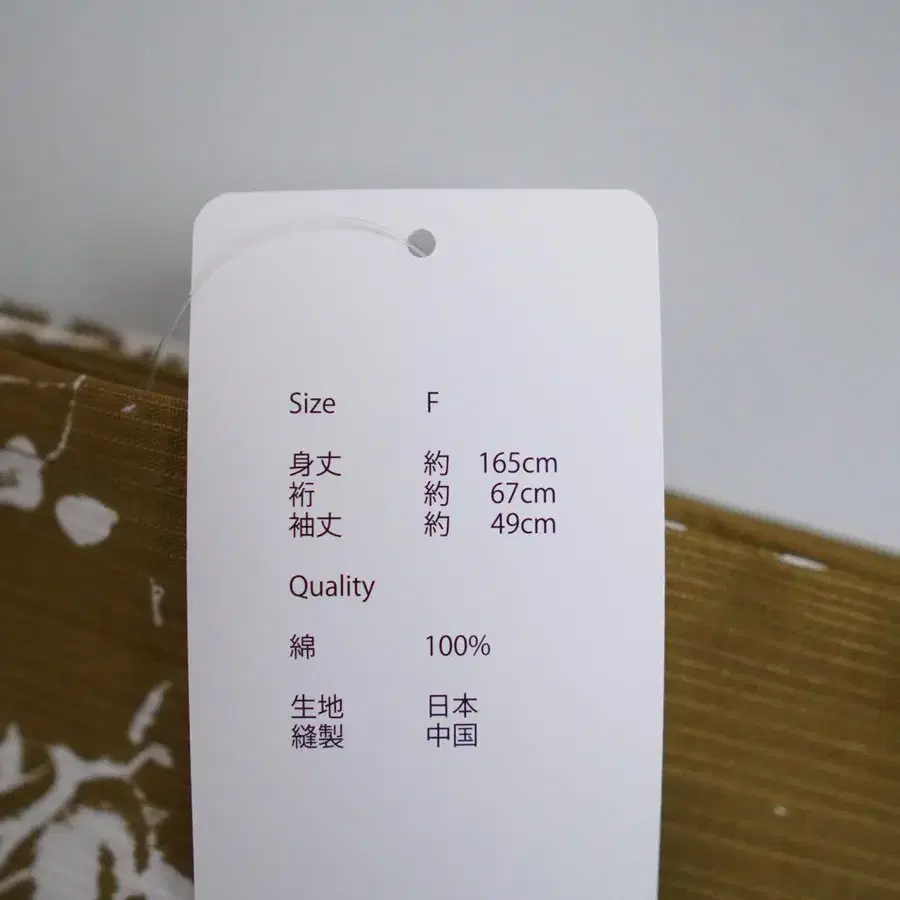 Size F
身丈 約 165cm
裄 約 67cm
袖丈 約 49cm
Quality
綿 100%
生地 日本
縫製 中国